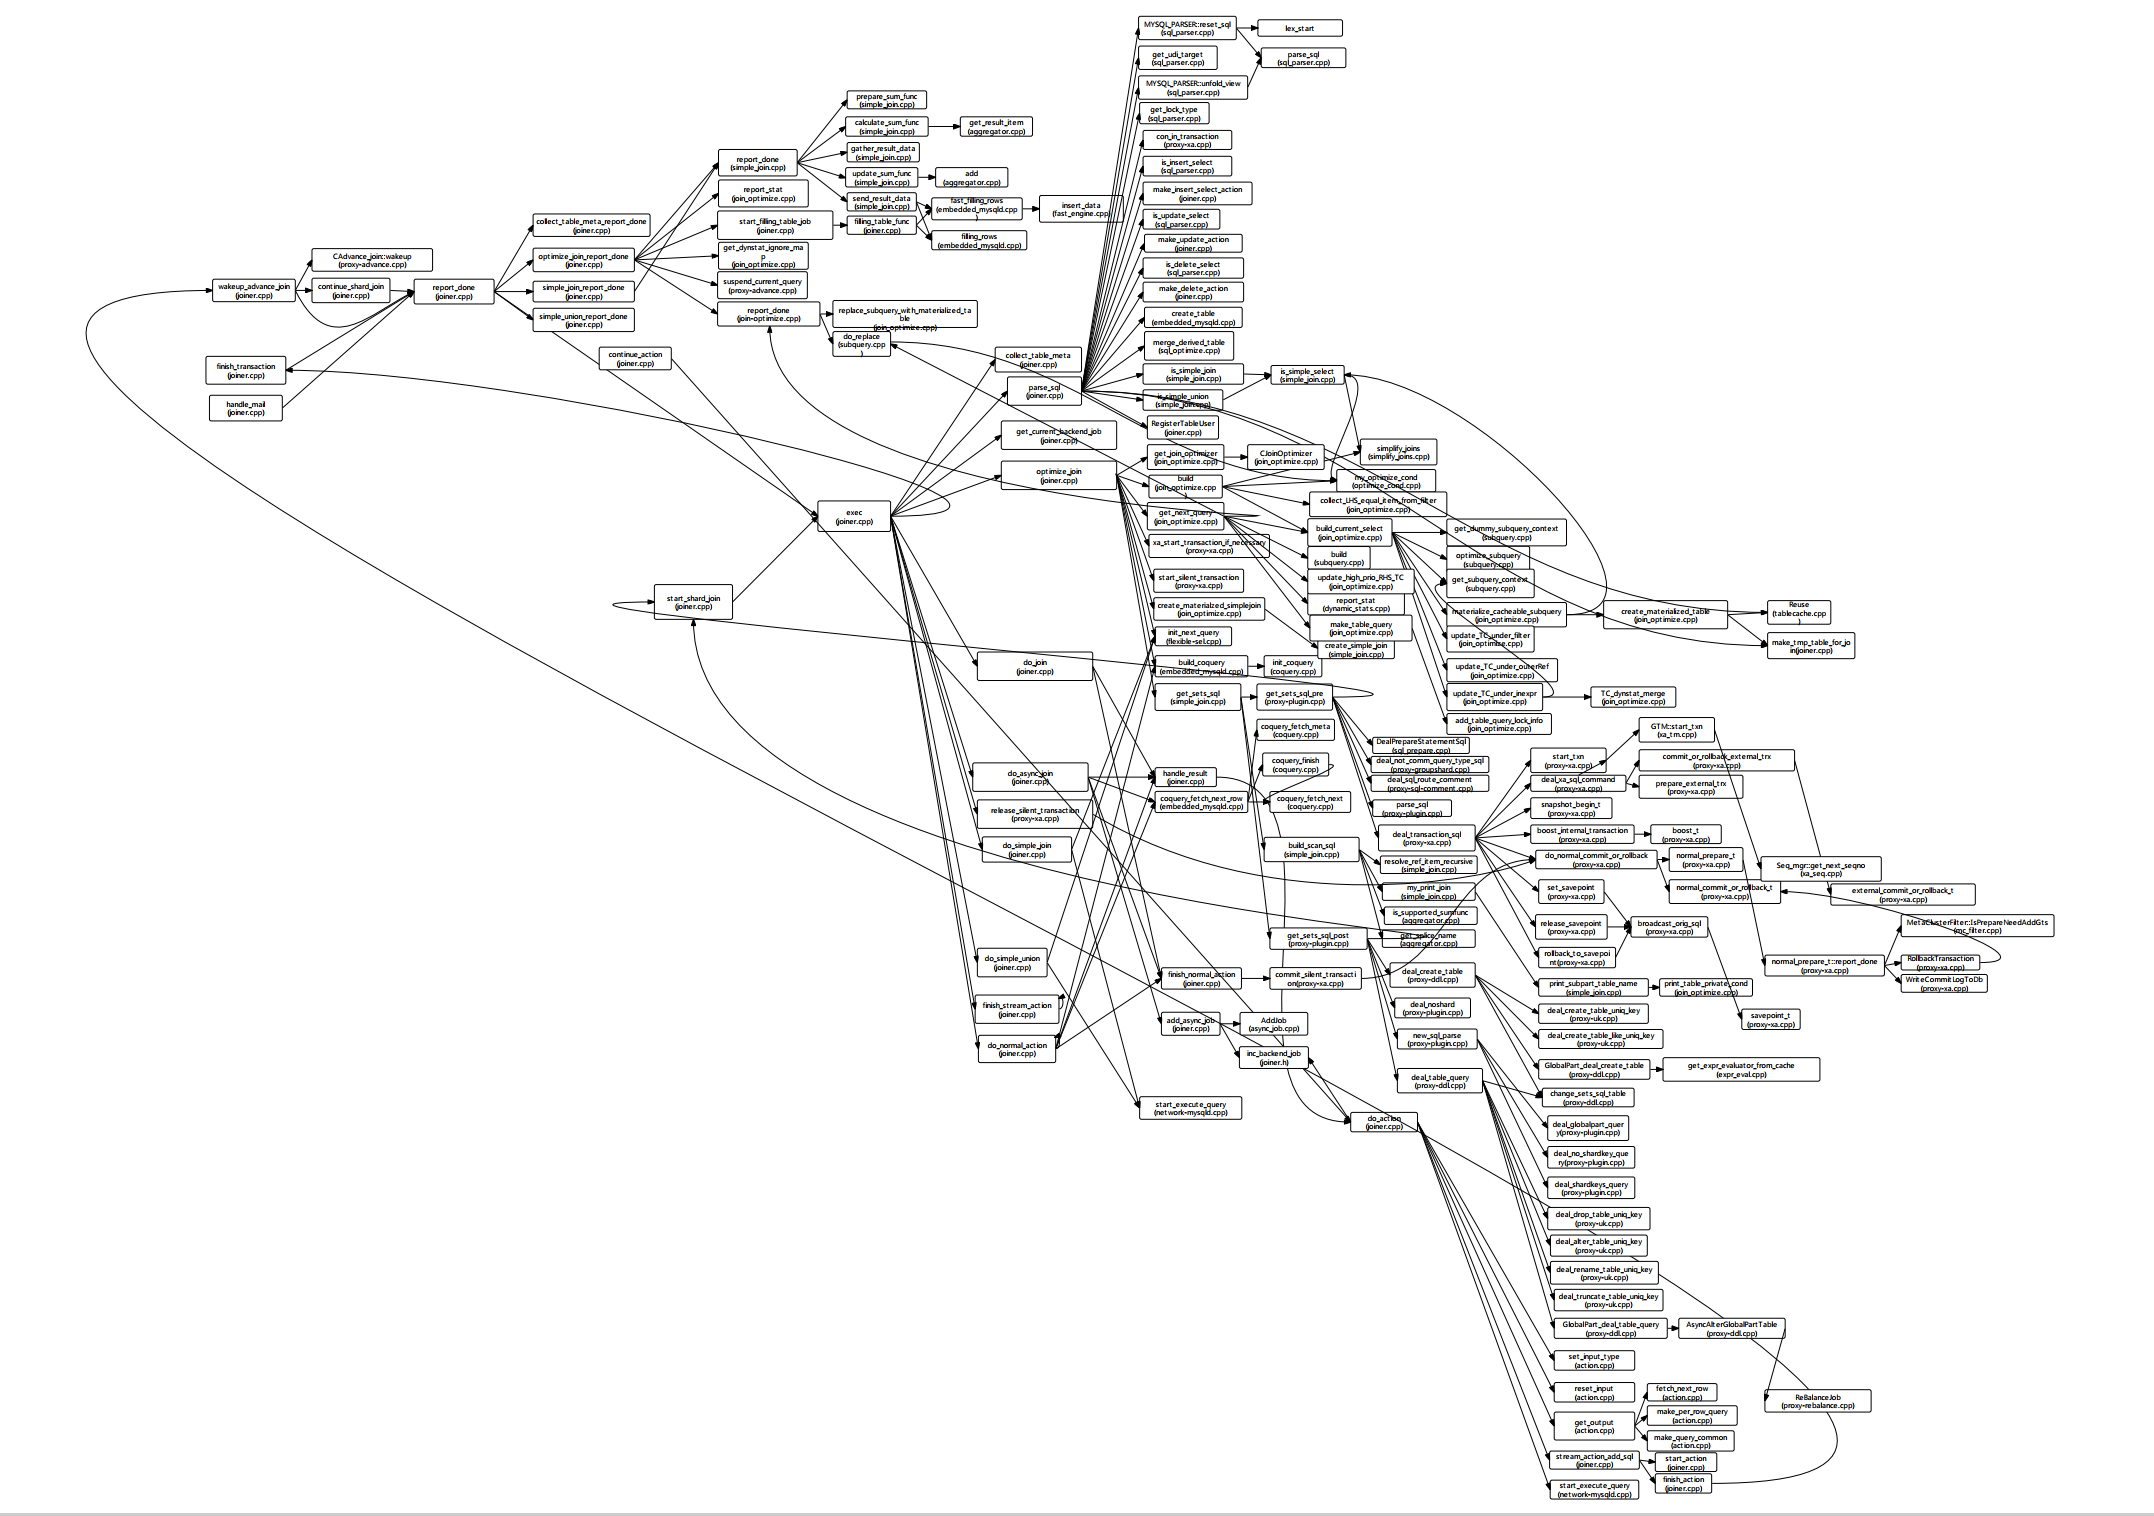 MYSQL_PARSER::reset_sql
(sql_parser.cpp)
lex_start
get_udi_target
(sql_parser.cpp)
parse_sql
(sql_parser.cpp)
MYSQL_PARSER::unfold_view
(sql_parser.cpp)
get_lock_type
(sql_parser.cpp)
con_in_transaction
(proxy-xa.cpp)
is_insert_select
(sql_parser.cpp)
make_insert_select_action
(joiner.cpp)
is_update_select
(sql_parser.cpp)
make_update_action
(joiner.cpp)
is_delete_select
(sql_parser.cpp)
make_delete_action
(joiner.cpp)
create_table
(embedded_mysqld.cpp)
merge_derived_table
(sql_optimize.cpp)
is_simple_join
(simple_join.cpp)
is_simple_union
(simple_join.cpp)
is_simple_select
(simple_join.cpp)
RegisterTableUser
(joiner.cpp)
prepare_sum_func
(simple_join.cpp)
calculate_sum_func
(simple_join.cpp)
get_result_item
(aggregator.cpp)
gather_result_data
(simple_join.cpp)
update_sum_func
(simple_join.cpp)
add
(aggregator.cpp)
send_result_data
(simple_join.cpp)
fast_filling_rows
(embedded_mysqld.cpp
)
insert_data
(fast_engine.cpp)
filling_table_func
(joiner.cpp)
filling_rows
(embedded_mysqld.cpp)
report_done
(simple_join.cpp)
report_stat
(join_optimize.cpp)
start_filling_table_job
(joiner.cpp)
get_dynstat_ignore_ma
p
(join_optimize.cpp)
suspend_current_query
(proxy-advance.cpp)
report_done
(join-optimize.cpp)
replace_subquery_with_materialized_ta
ble
(join_optimize.cpp)
do_replace
(subquery.cpp
)
collect_table_meta_report_done
(joiner.cpp)
optimize_join_report_done
(joiner.cpp)
simple_join_report_done
(joiner.cpp)
simple_union_report_done
(joiner.cpp)
CAdvance_join::wakeup
(proxy-advance.cpp)
wakeup_advance_join
(joiner.cpp)
continue_shard_join
(joiner.cpp)
report_done
(joiner.cpp)
finish_transaction
(joiner.cpp)
handle_mail
(joiner.cpp)
continue_action
(joiner.cpp)
exec
(joiner.cpp)
start_shard_join
(joiner.cpp)
collect_table_meta
(joiner.cpp)
parse_sql
(joiner.cpp)
get_current_backend_job
(joiner.cpp)
optimize_join
(joiner.cpp)
get_join_optimizer
(join_optimize.cpp)
CJoinOptimizer
(join_optimize.cpp)
simplify_joins
(simplify_joins.cpp)
build
(join_optimize.cpp
)
my_optimize_cond
(optimize_cond.cpp)
collect_LHS_equal_item_from_filter
(join_optimize.cpp)
get_next_query
(join_optimize.cpp)
build_current_select
(join_optimize.cpp)
get_dummy_subquery_context
(subquery.cpp)
xa_start_transaction_if_necessary
(proxy-xa.cpp)
build
(subquery.cpp)
optimize_subquery
(subquery.cpp)
start_silent_transaction
(proxy-xa.cpp)
update_high_prio_RHS_TC
(join_optimize.cpp)
get_subquery_context
(subquery.cpp)
create_materialzed_simplejoin
(join_optimize.cpp)
report_stat
(dynamic_stats.cpp)
materialize_cacheable_subquery
(join_optimize.cpp)
create_materialized_table
(join_optimize.cpp)
Reuse
(tablecache.cpp
)
init_next_query
(flexible-sel.cpp)
make_table_query
(join_optimize.cpp)
update_TC_under_filter
(join_optimize.cpp)
make_tmp_table_for_jo
in(joiner.cpp)
create_simple_join
(simple_join.cpp)
build_coquery
(embedded_mysqld.cpp)
init_coquery
(coquery.cpp)
update_TC_under_outerRef
(join_optimize.cpp)
get_sets_sql
(simple_join.cpp)
get_sets_sql_pre
(proxy-plugin.cpp)
update_TC_under_inexpr
(join_optimize.cpp)
TC_dynstat_merge
(join_optimize.cpp)
add_table_query_lock_info
(join_optimize.cpp)
do_join
(joiner.cpp)
do_async_join
(joiner.cpp)
release_silent_transaction
(proxy-xa.cpp)
do_simple_join
(joiner.cpp)
do_simple_union
(joiner.cpp)
finish_stream_action
(joiner.cpp)
do_normal_action
(joiner.cpp)
coquery_fetch_meta
(coquery.cpp)
coquery_finish
(coquery.cpp)
handle_result
(joiner.cpp)
coquery_fetch_next_row
(embedded_mysqld.cpp)
coquery_fetch_next
(coquery.cpp)
DealPrepareStatementSql
(sql_prepare.cpp)
deal_not_comm_query_type_sql
(proxy-groupshard.cpp)
deal_sql_route_comment
(proxy-sql-comment.cpp)
parse_sql
(proxy-plugin.cpp)
deal_transaction_sql
(proxy-xa.cpp)
build_scan_sql
(simple_join.cpp)
resolve_ref_item_recursive
(simple_join.cpp)
my_print_join
(simple_join.cpp)
is_supported_sumfunc
(aggregator.cpp)
get_splice_name
(aggregator.cpp)
get_sets_sql_post
(proxy-plugin.cpp)
start_txn
(proxy-xa.cpp)
deal_xa_sql_command
(proxy-xa.cpp)
snapshot_begin_t
(proxy-xa.cpp)
boost_internal_transaction
(proxy-xa.cpp)
boost_t
(proxy-xa.cpp)
do_normal_commit_or_rollback
(proxy-xa.cpp)
normal_prepare_t
(proxy-xa.cpp)
normal_commit_or_rollback_t
(proxy-xa.cpp)
GTM::start_txn
(xa_tm.cpp)
commit_or_rollback_external_trx
(proxy-xa.cpp)
prepare_external_trx
(proxy-xa.cpp)
Seq_mgr::get_next_seqno
(xa_seq.cpp)
external_commit_or_rollback_t
(proxy-xa.cpp)
set_savepoint
(proxy-xa.cpp)
release_savepoint
(proxy-xa.cpp)
rollback_to_savepoi
nt(proxy-xa.cpp)
broadcast_orig_sql
(proxy-xa.cpp)
MetaClusterFilter::IsPrepareNeedAddGts
(mc_filter.cpp)
normal_prepare_t::report_done
(proxy-xa.cpp)
RollbackTransaction
(proxy-xa.cpp)
WriteCommitLogToDb
(proxy-xa.cpp)
savepoint_t
(proxy-xa.cpp)
finish_normal_action
(joiner.cpp)
commit_silent_transacti
on(proxy-xa.cpp)
add_async_job
(joiner.cpp)
AddJob
(async_job.cpp)
inc_backend_job
(joiner.h)
start_execute_query
(network-mysqld.cpp)
do_action
(joiner.cpp)
deal_create_table
(proxy-ddl.cpp)
deal_noshard
(proxy-plugin.cpp)
new_sql_parse
(proxy-plugin.cpp)
deal_table_query
(proxy-ddl.cpp)
print_subpart_table_name
(simple_join.cpp)
print_table_private_cond
(join_optimize.cpp)
deal_create_table_uniq_key
(proxy-uk.cpp)
deal_create_table_like_uniq_key
(proxy-uk.cpp)
GlobalPart_deal_create_table
(proxy-ddl.cpp)
get_expr_evaluator_from_cache
(expr_eval.cpp)
change_sets_sql_table
(proxy-ddl.cpp)
deal_globalpart_quer
y(proxy-plugin.cpp)
deal_no_shardkey_que
ry(proxy-plugin.cpp)
deal_shardkeys_query
(proxy-plugin.cpp)
deal_drop_table_uniq_key
(proxy-uk.cpp)
deal_alter_table_uniq_key
(proxy-uk.cpp)
deal_rename_table_uniq_key
(proxy-uk.cpp)
deal_truncate_table_uniq_key
(proxy-uk.cpp)
GlobalPart_deal_table_query
(proxy-ddl.cpp)
AsyncAlterGlobalPartTable
(proxy-ddl.cpp)
set_input_type
(action.cpp)
reset_input
(action.cpp)
fetch_next_row
(action.cpp)
ReBalanceJob
(proxy-rebalance.cpp)
get_output
(action.cpp)
make_per_row_query
(action.cpp)
make_query_common
(action.cpp)
stream_action_add_sql
(joiner.cpp)
start_action
(joiner.cpp)
finish_action
(joiner.cpp)
start_execute_query
(network-mysqld.cpp)